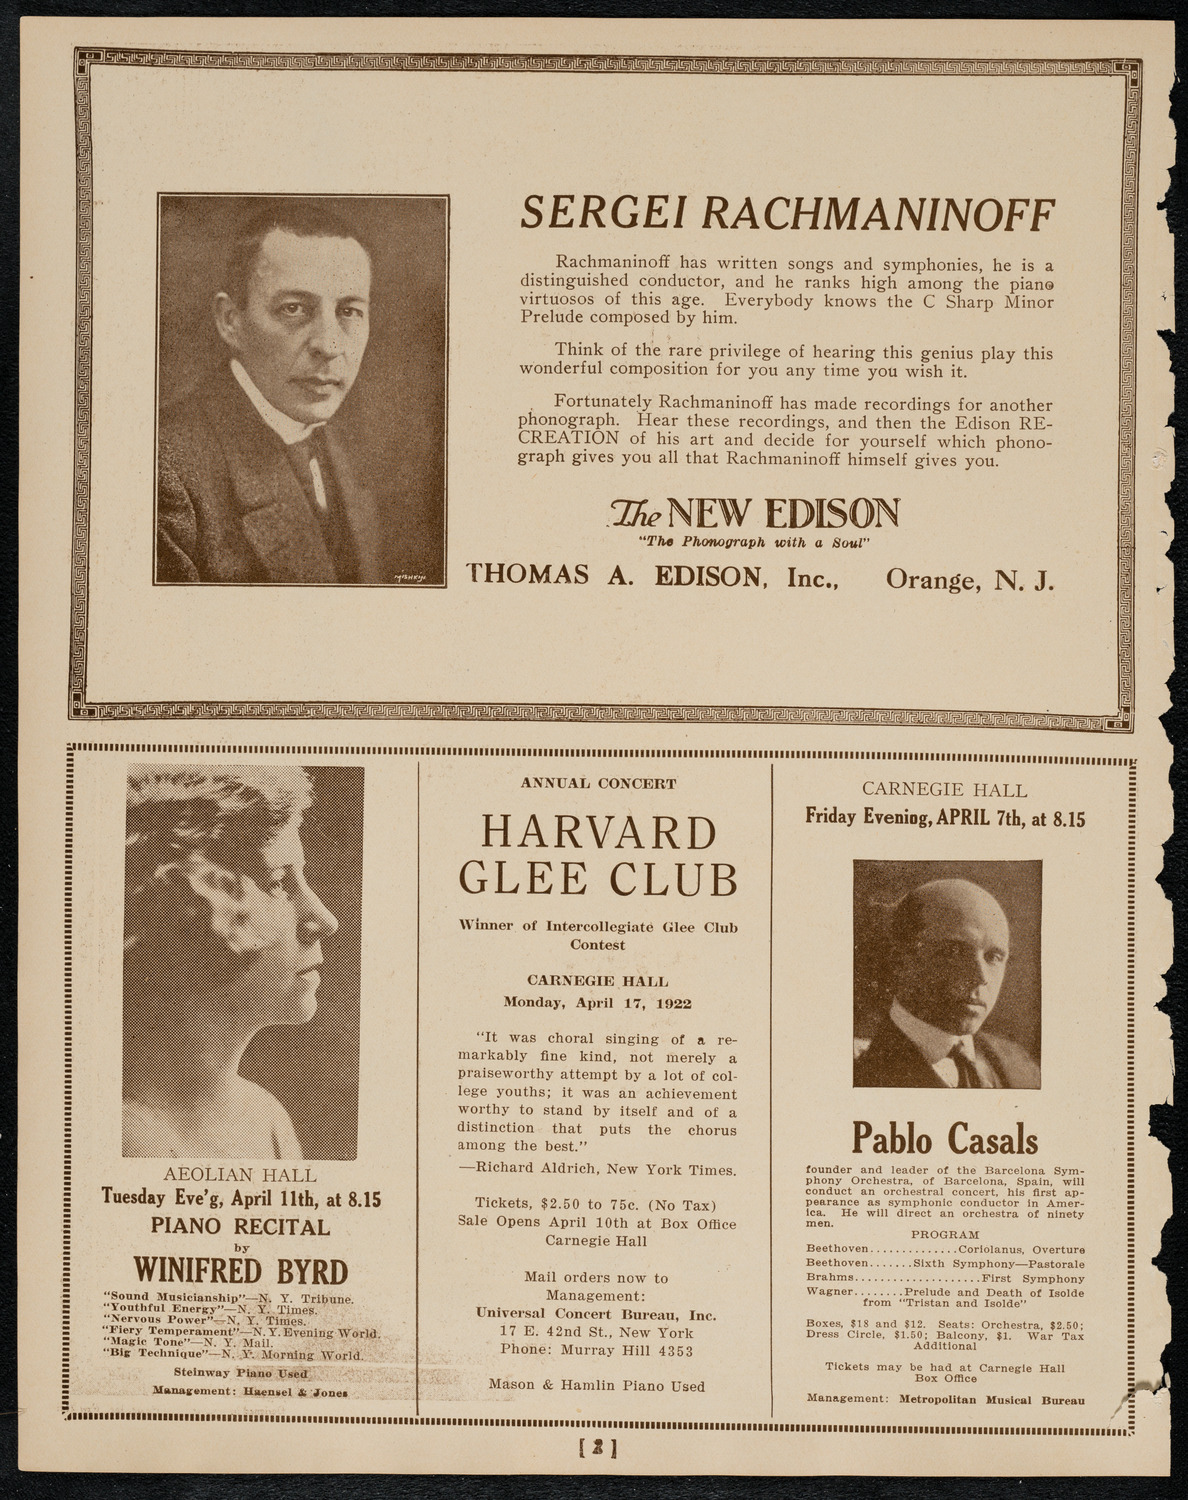 SERGEI RACHMANINOFF
Rachmaninoff has written songs and symphonies, he is a
distinguished conductor, and he ranks high among the piano
virtuosos of this age. Everybody knows the C Sharp Minor
Prelude composed by him.
Think of the rare privilege of hearing this genius play this
wonderful composition for you any time you wish it.
Fortunately Rachmaninoff has made recordings for another
phonograph. Hear these recordings, and then the Edison RE-
CREATION of his art and decide for yourself which phono-
graph gives you all that Rachmaninoff himself gives you.
MISHKIN
The NEW EDISON
"The Phonograph with a Soul"
THOMAS A. EDISON, Inc., Orange, N. J.
AEOLIAN HALL
Tuesday Eve'g, April 11th, at 8.15
PIANO RECITAL
by
WINIFRED BYRD
"Sound Musicianship"—N. Y. Tribune.
"Youthful Energy"—N. Y. Times.
"Nervous Power"—N. Y. Times.
"Fiery Temperament"—N. Y. Evening World.
"Magic Tone"—N. Y. Mail.
"Big Technique"—N. Y. Morning World.
Steinway Piano Used
Management: Haensel & Jones
ANNUAL CONCERT
HARVARD
GLEE CLUB
Winner of Intercollegiate Glee Club
Contest
CARNEGIE HALL
Monday, April 17, 1922
"It was choral singing of a re-
markably fine kind, not merely a
praiseworthy attempt by a lot of col-
lege youths; it was an achievement
worthy to stand by itself and of a
distinction that puts the chorus
among the best."
—Richard Aldrich, New York Times.
Tickets, $2.50 to 75c. (No Tax)
Sale Opens April 10th at Box Office
Carnegie Hall
Mail orders now to
Management:
Universal Concert Bureau, Inc.
17 E. 42nd St., New York
Phone: Murray Hill 4353
Mason & Hamlin Piano Used
CARNEGIE HALL
Friday Evening, APRIL 7th, at 8.15
Pablo Casals
founder and leader of the Barcelona Sym-
phony Orchestra, of Barcelona, Spain, will
conduct an orchestral concert, his first ap-
pearance as symphonic conductor in Amer-
ica. He will direct an orchestra of ninety
men.
PROGRAM
Beethoven..............Coriolanus, Overture
Beethoven.......Sixth Symphony—Pastorale
Brahms....................First Symphony
Wagner........Prelude and Death of Isolde
from "Tristan and Isolde"
Boxes, $18 and $12. Seats: Orchestra, $2.50;
Dress Circle, $1.50; Balcony, $1. War Tax
Additional
Tickets may be had at Carnegie Hall
Box Office
Management: Metropolitan Musical Bureau
[ 2 ]